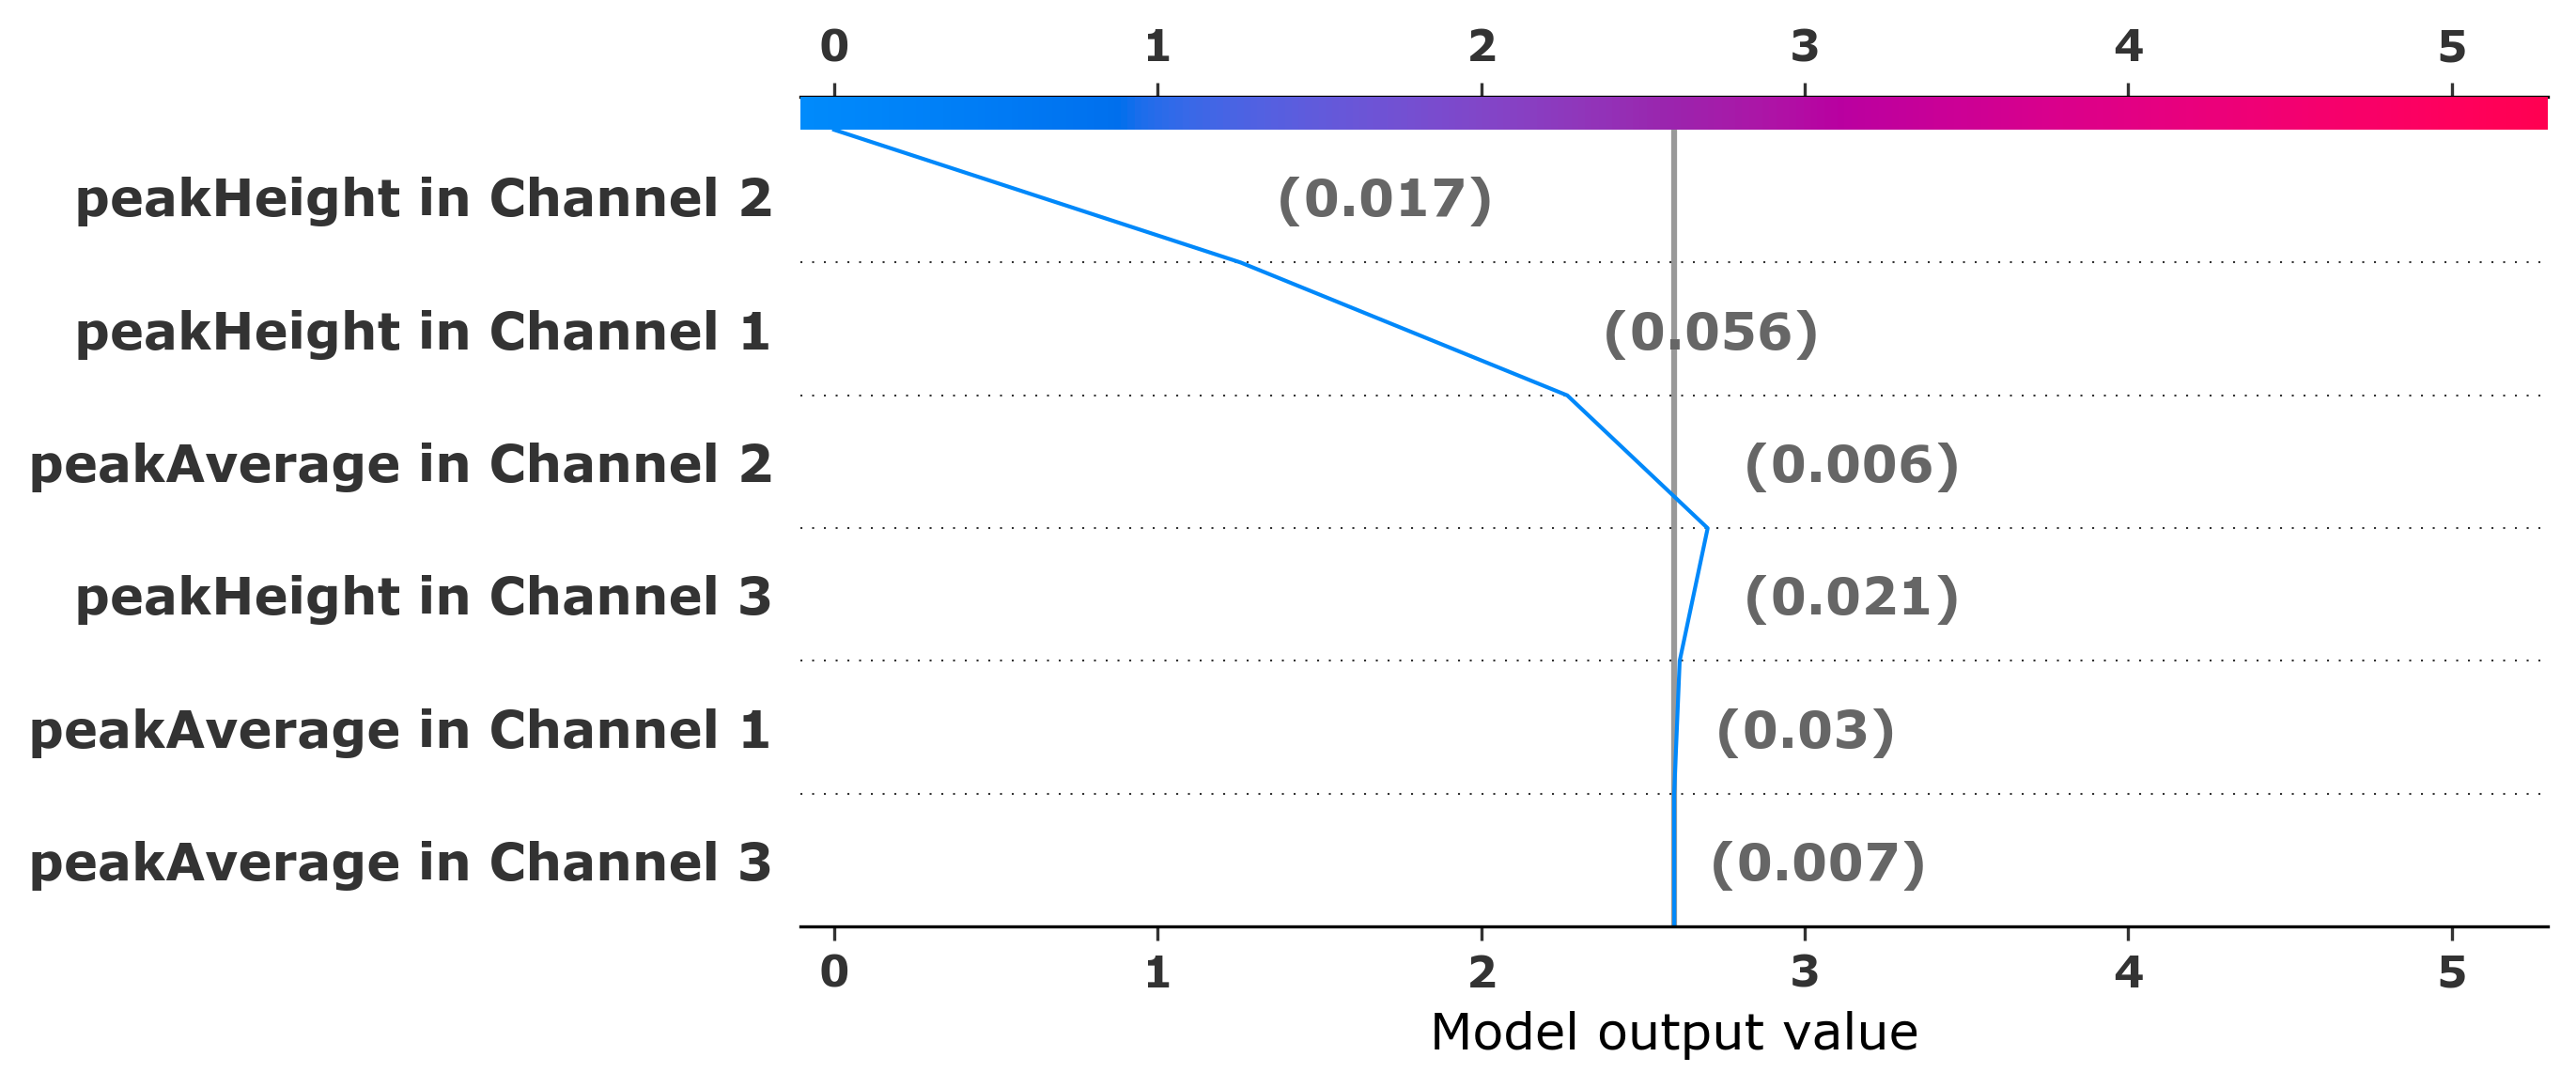 0 1 2 3 4 5
peakHeight in Channel 2 (0.017)
peakHeight in Channel 1 (0.056)
peakAverage in Channel 2 (0.006)
peakHeight in Channel 3 (0.021)
peakAverage in Channel 1 (0.03)
peakAverage in Channel 3 (0.007)
0 1 2 3 4 5
Model output value